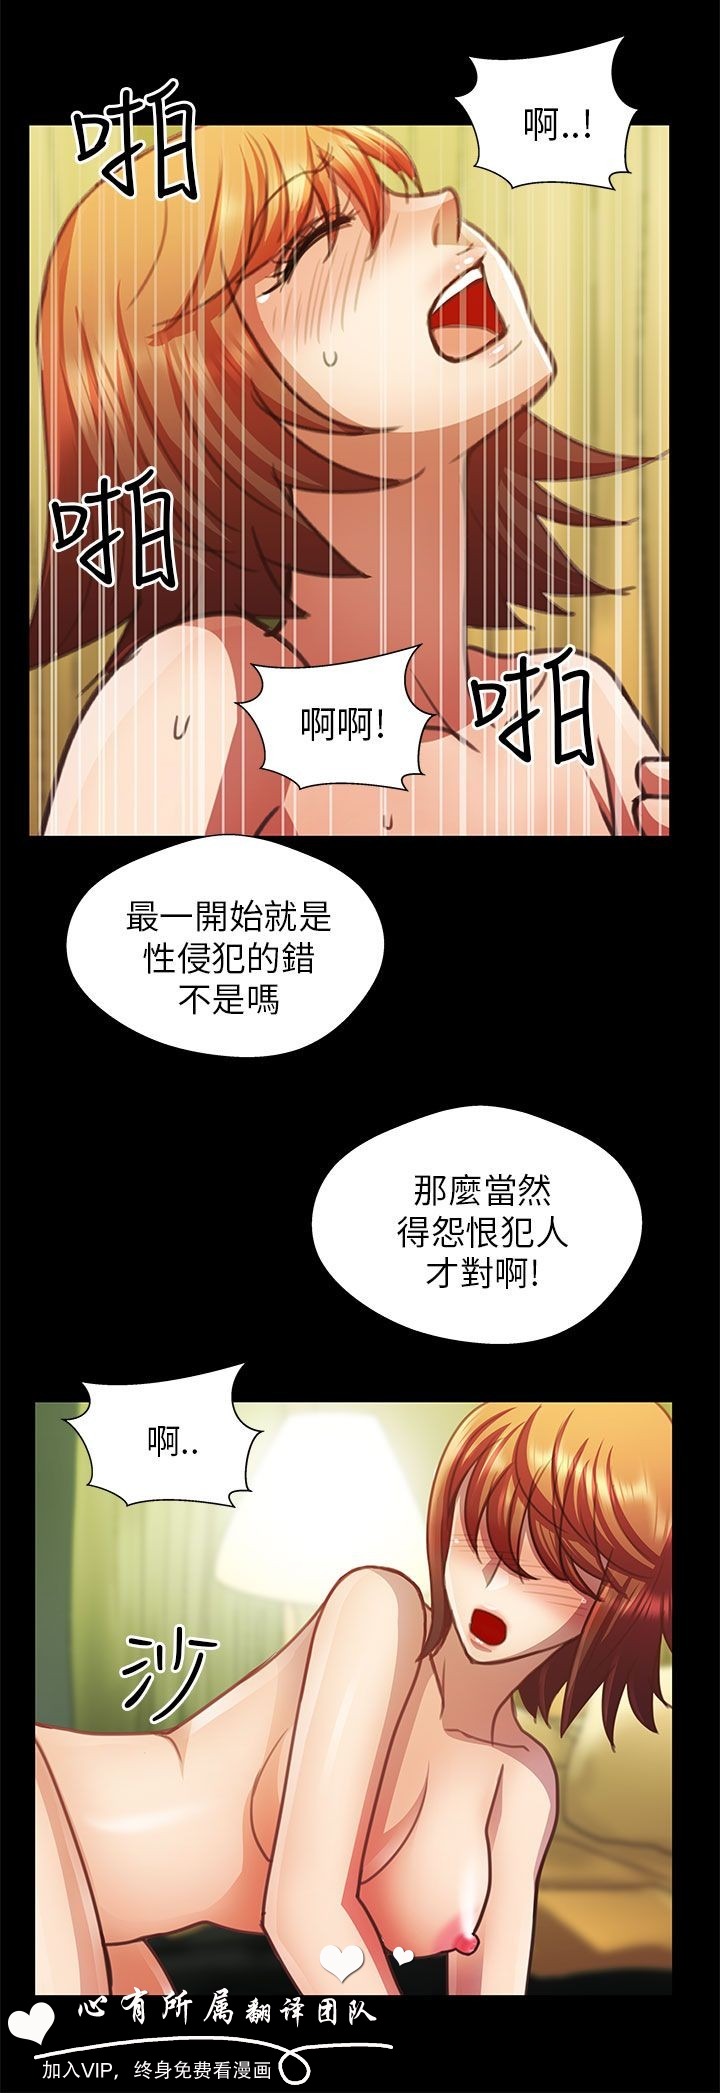 啪
啊..!
啪
啊啊!
啪
最一開始就是
性侵犯的錯
不是嗎
那麼當然
得怨恨犯人
才對啊!
啊..
沙
心有所属翻译团队
加入VIP，终身免费看漫画